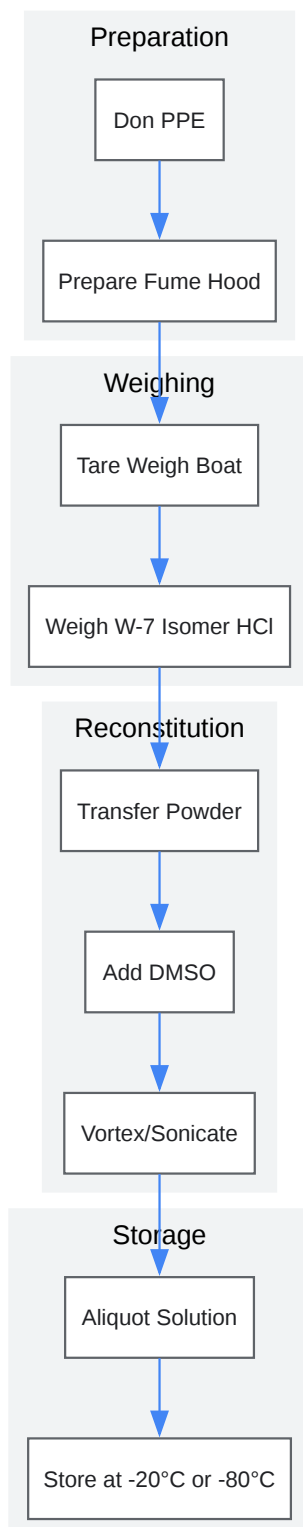 Preparation
Don PPE
Prepare Fume Hood
Weighing
Tare Weigh Boat
Weigh W-7 Isomer HCl
Reconstitution
Transfer Powder
Add DMSO
Vortex/Sonicate
Storage
Aliquot Solution
Store at -20°C or -80°C